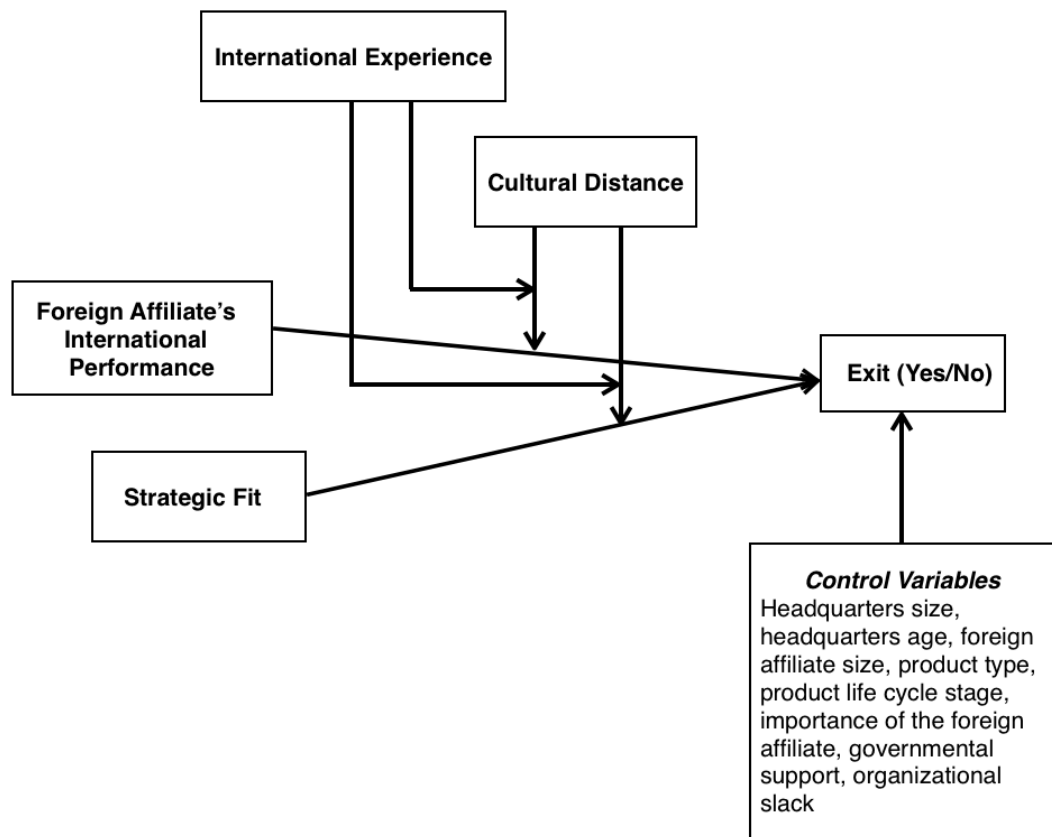 International Experience
Cultural Distance
Foreign Affiliate’s
International
Performance
Exit (Yes/No)
Strategic Fit
Control Variables
Headquarters size,
headquarters age, foreign
affiliate size, product type,
product life cycle stage,
importance of the foreign
affiliate, governmental
support, organizational
slack